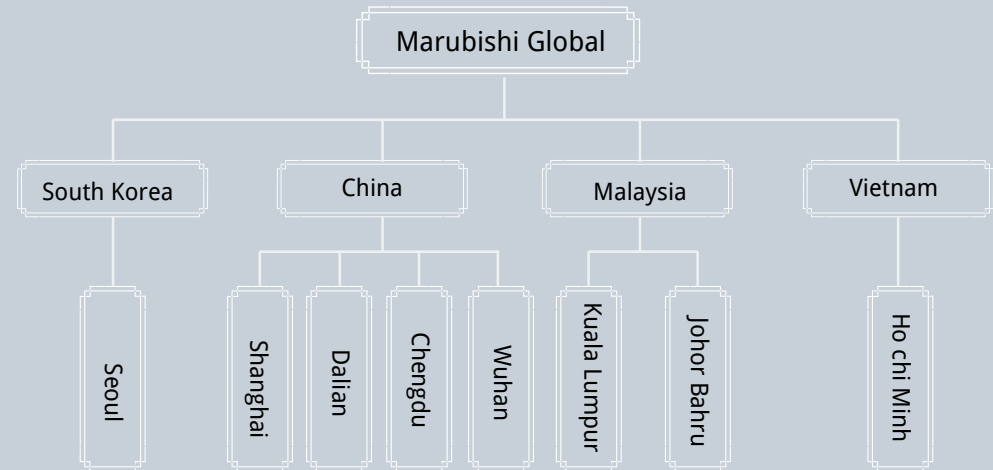 Marubishi Global
South Korea
China
Malaysia
Vietnam
Seoul
Shanghai
Dalian
Chengdu
Wuhan
Kuala Lumpur
Johor Bahru
Ho chi Minh